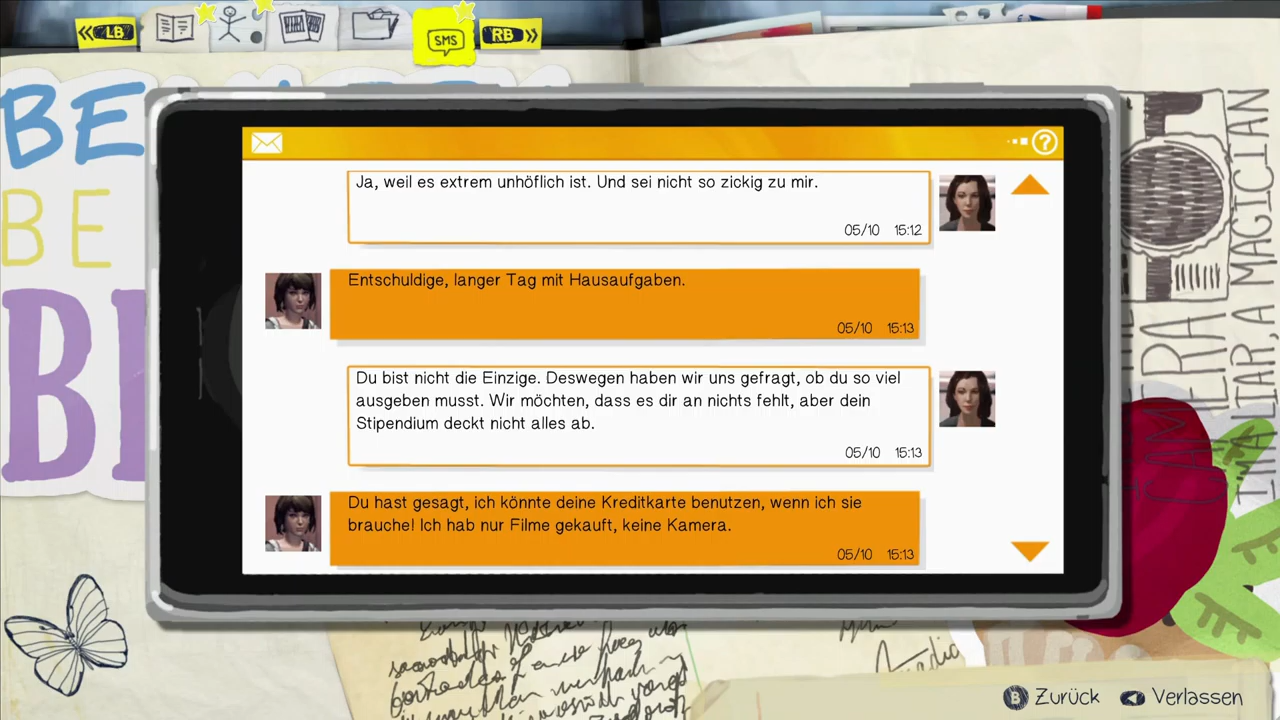 LB
SMS
RB
BE
BE
Ja, weil es extrem unhöflich ist. Und sei nicht so zickig zu mir.
05/10 15:12
Entschuldige, langer Tag mit Hausaufgaben.
05/10 15:13
Du bist nicht die Einzige. Deswegen haben wir uns gefragt, ob du so viel
ausgeben musst. Wir möchten, dass es dir an nichts fehlt, aber dein
Stipendium deckt nicht alles ab.
05/10 15:13
Du hast gesagt, ich könnte deine Kreditkarte benutzen, wenn ich sie
brauche! Ich hab nur Filme gekauft, keine Kamera.
05/10 15:13
CAMERA
LIAR, A MAGICIAN
B Zurück
Verlassen